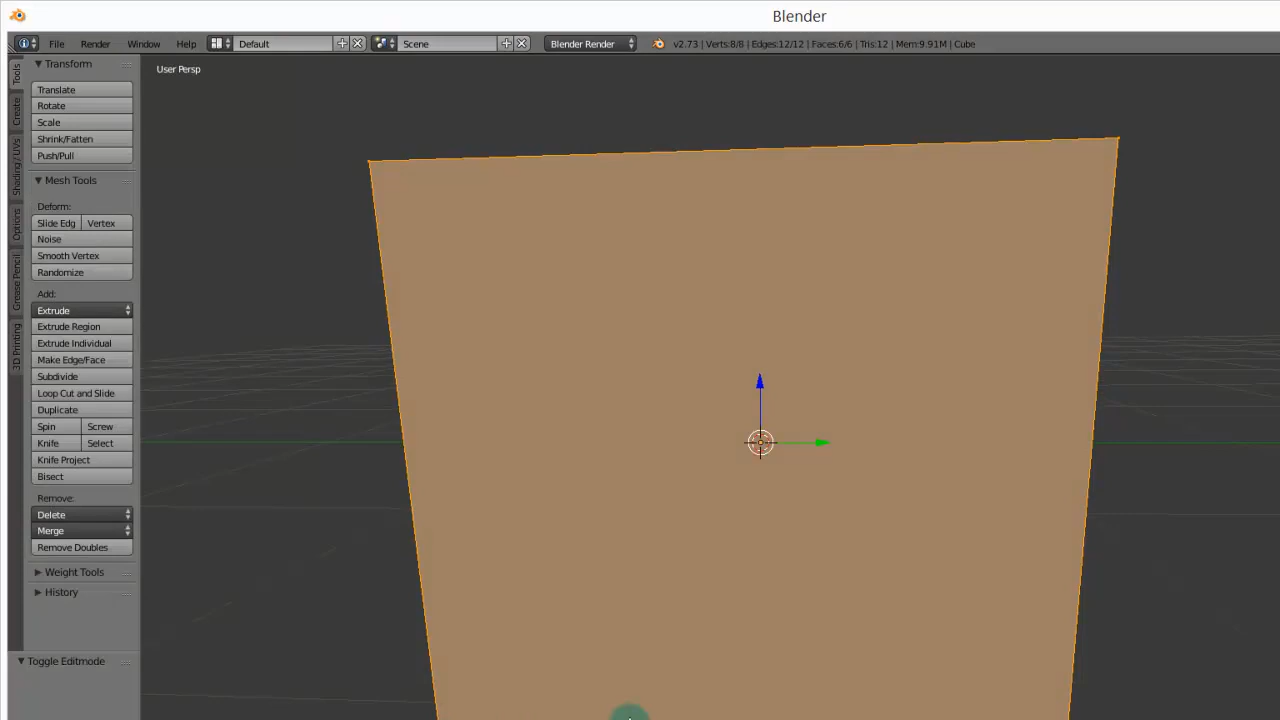 Blender
File Render Window Help Default Scene Blender Render v2.73 | Verts:8/8 | Edges:12/12 | Faces:6/6 | Tris:12 | Mem:9.91M | Cube
Tools
Create
Shading / UVs
Options
Grease Pencil
3D Printing
Transform
Translate
Rotate
Scale
Shrink/Fatten
Push/Pull
Mesh Tools
Deform:
Slide Edg Vertex
Noise
Smooth Vertex
Randomize
Add:
Extrude
Extrude Region
Extrude Individual
Make Edge/Face
Subdivide
Loop Cut and Slide
Duplicate
Spin Screw
Knife Select
Knife Project
Bisect
Remove:
Delete
Merge
Remove Doubles
Weight Tools
History
Toggle Editmode
User Persp